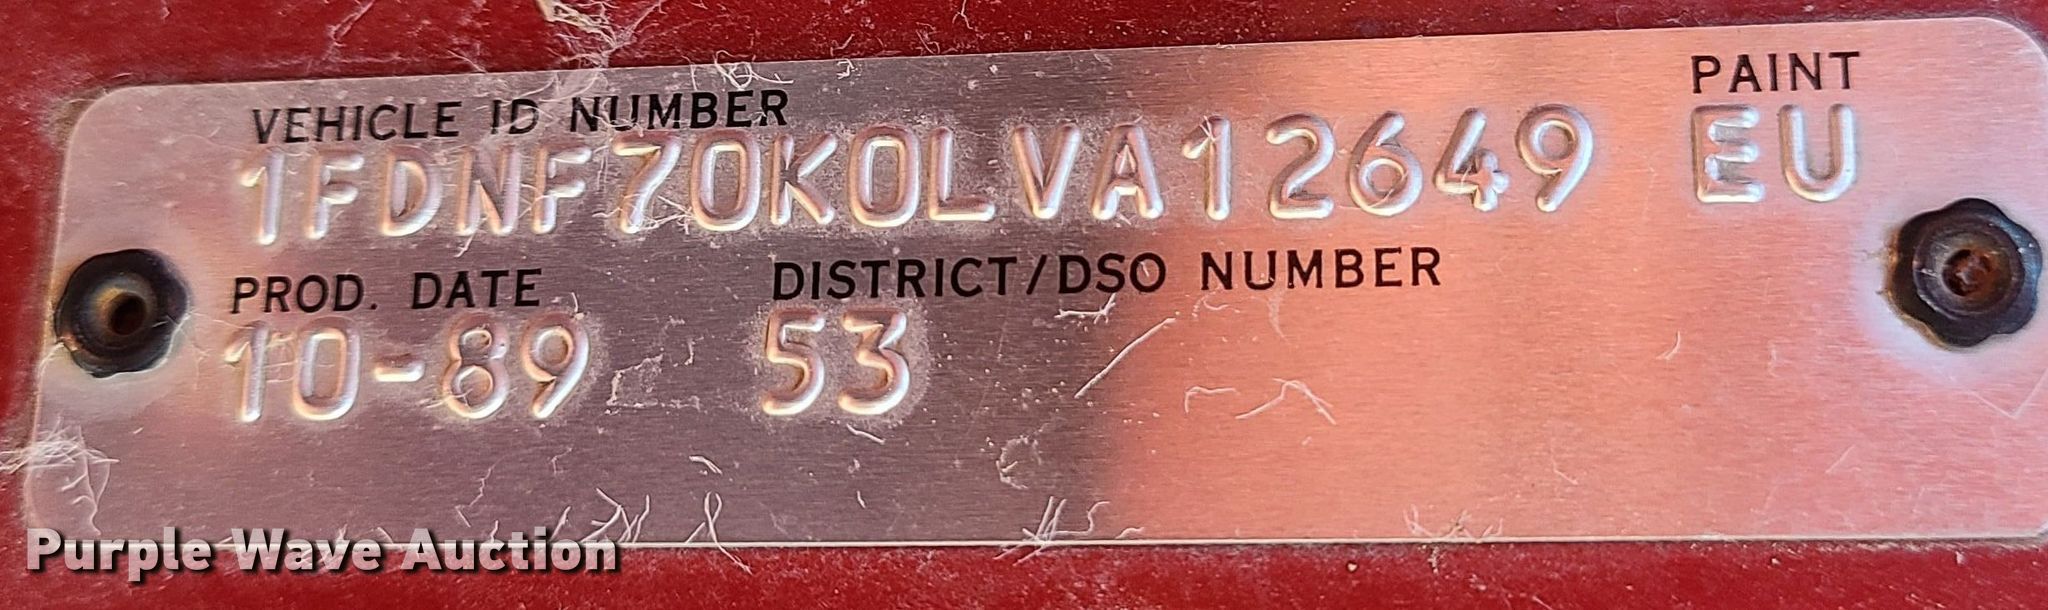 PAINT
VEHICLE ID NUMBER
1FDNF70K0LVA12649 EU
PROD. DATE DISTRICT/DSO NUMBER
10-89 53
Purple Wave Auction